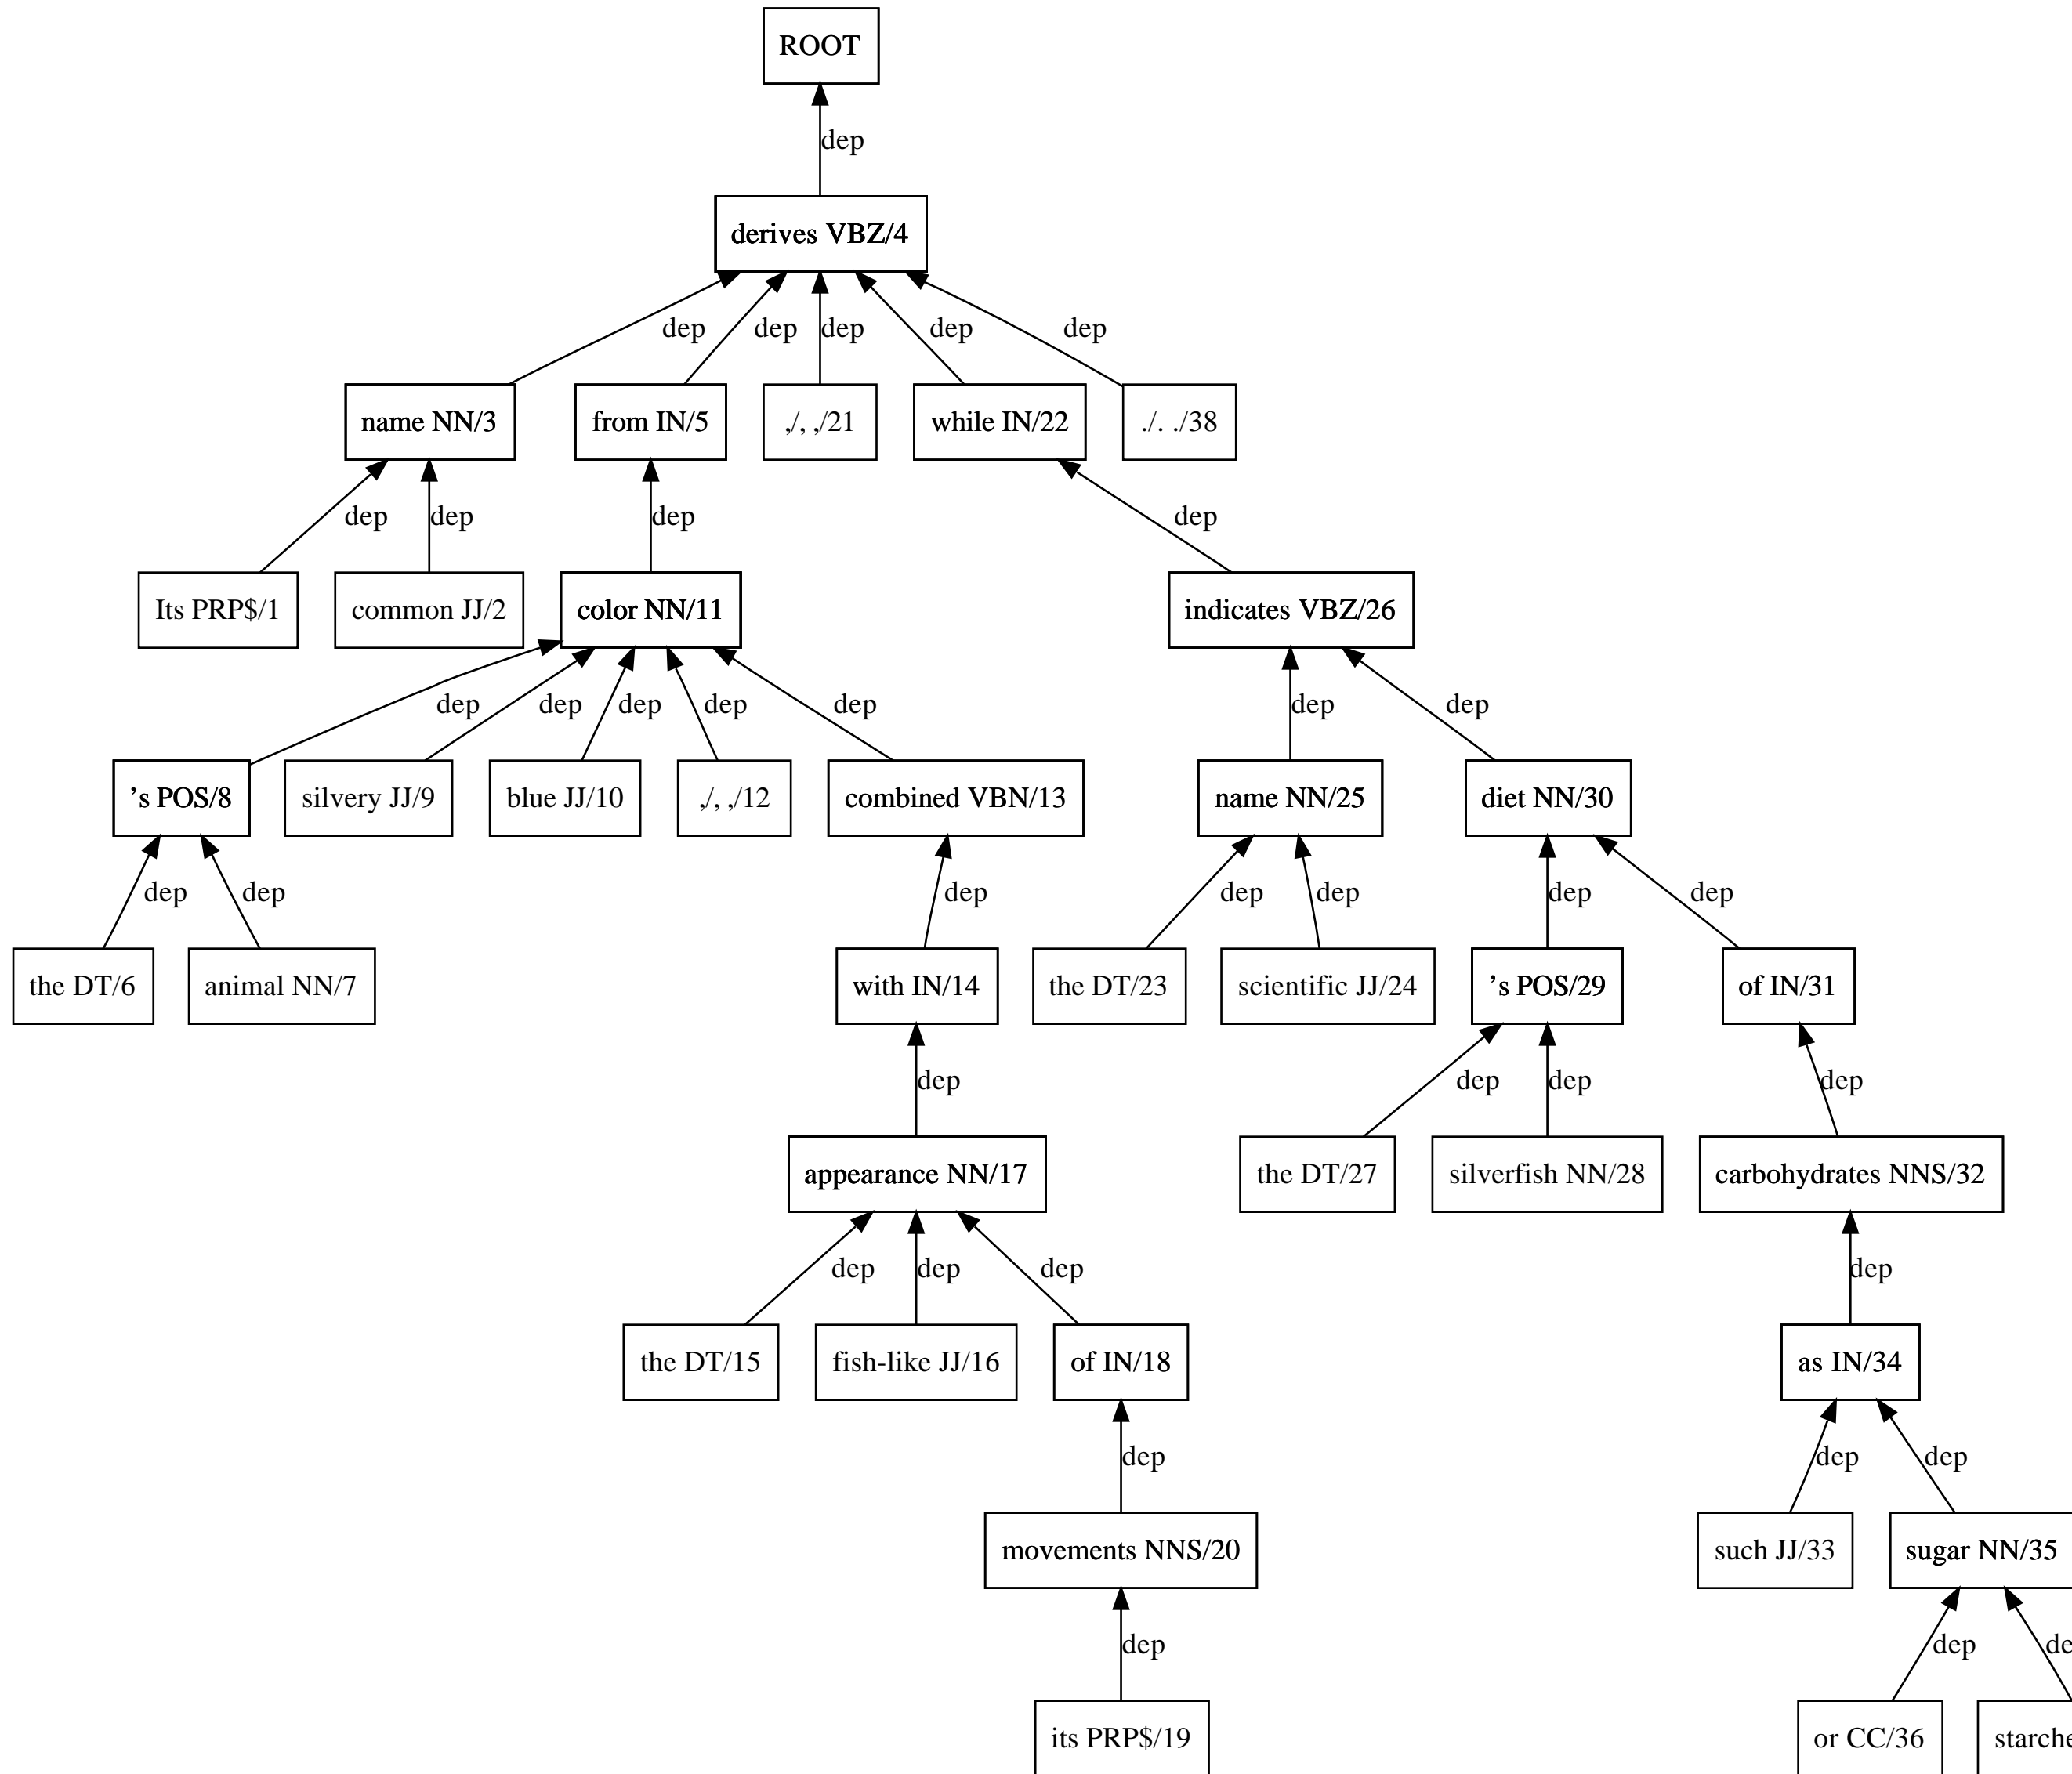 ROOT
dep
derives VBZ/4
dep dep dep dep dep
name NN/3 from IN/5 ,/, ,/21 while IN/22 ./. ./38
dep dep dep dep
Its PRP$/1 common JJ/2 color NN/11 indicates VBZ/26
dep dep dep dep dep dep dep
’s POS/8 silvery JJ/9 blue JJ/10 ,/, ,/12 combined VBN/13 name NN/25 diet NN/30
dep dep dep dep dep dep dep
the DT/6 animal NN/7 with IN/14 the DT/23 scientific JJ/24 ’s POS/29 of IN/31
dep dep dep dep
appearance NN/17 the DT/27 silverfish NN/28 carbohydrates NNS/32
dep dep dep dep
the DT/15 fish-like JJ/16 of IN/18 as IN/34
dep dep dep
movements NNS/20 such JJ/33 sugar NN/35
dep dep de
its PRP$/19 or CC/36 starche